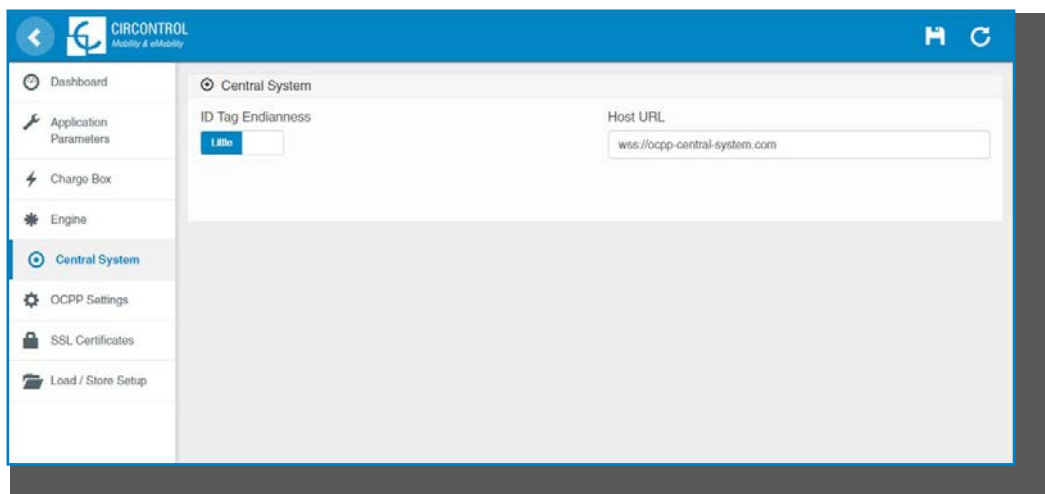 CIRCONTROL
Mobility & eMobility
Dashboard
Application
Parameters
Charge Box
Engine
Central System
OCPP Settings
SSL Certificates
Load / Store Setup
Central System
ID Tag Endianness
Little
Host URL
wss://ocpp-central-system.com